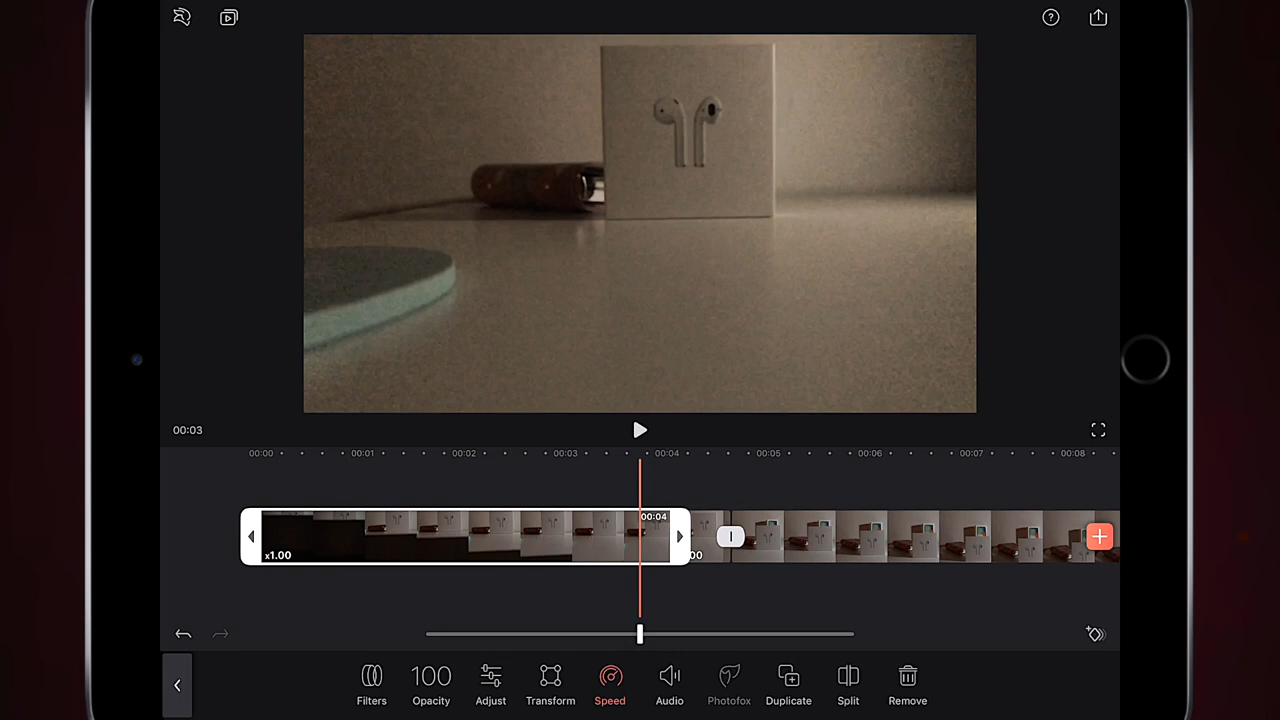 00:03
00:00 00:01 00:02 00:03 00:04 00:05 00:06 00:07 00:08
00:04
x1.00
00
100
Filters Opacity Adjust Transform Speed Audio Photofox Duplicate Split Remove